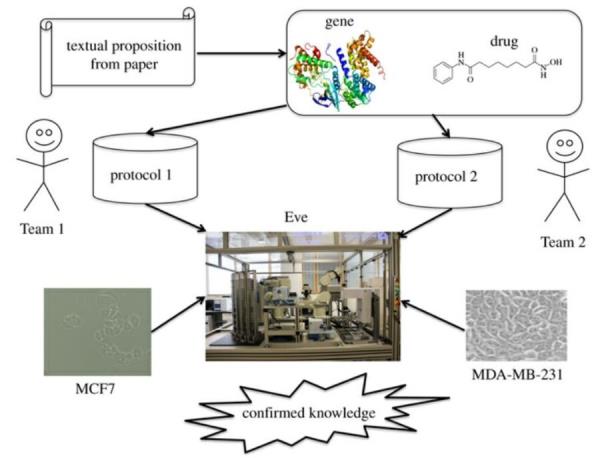 gene
textual proposition
from paper
drug
H
N
O
O
N
H
OH
protocol 1
protocol 2
Team 1
Team 2
Eve
MCF7
MDA-MB-231
confirmed knowledge